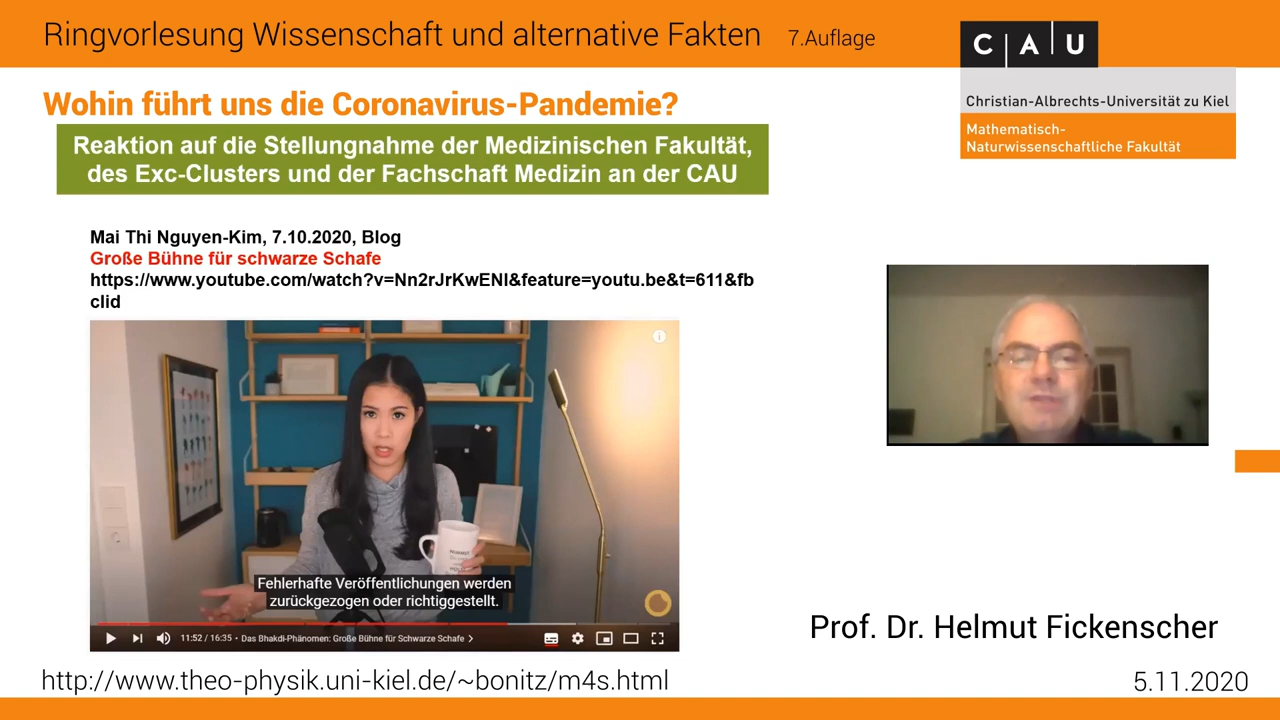 Ringvorlesung Wissenschaft und alternative Fakten 7.Auflage
C A U
Christian-Albrechts-Universität zu Kiel
Mathematisch-
Naturwissenschaftliche Fakultät
Wohin führt uns die Coronavirus-Pandemie?
Reaktion auf die Stellungnahme der Medizinischen Fakultät,
des Exc-Clusters und der Fachschaft Medizin an der CAU
Mai Thi Nguyen-Kim, 7.10.2020, Blog
Große Bühne für schwarze Schafe
https://www.youtube.com/watch?v=Nn2rJrKwENI&feature=youtu.be&t=611&fb
clid
Fehlerhafte Veröffentlichungen werden
zurückgezogen oder richtiggestellt.
11:52 / 16:35 • Das Bhakdi-Phänomen: Große Bühne für Schwarze Schafe >
Prof. Dr. Helmut Fickenscher
http://www.theo-physik.uni-kiel.de/~bonitz/m4s.html
5.11.2020